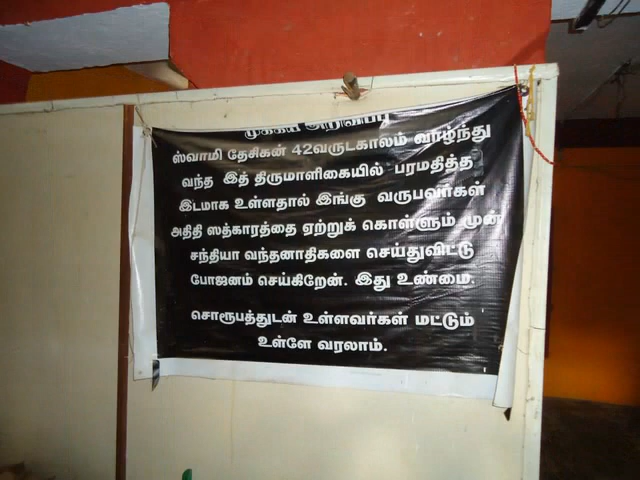 முக்கிய அறிவிப்பு
ஸ்வாமி தேசிகன் 42வருடகாலம் வாழ்ந்து
வந்த இத் திருமாளிகையில் பரமதித்த
இடமாக உள்ளதால் இங்கு வருபவர்கள்
அதிதி ஸத்காரத்தை ஏற்றுக் கொள்ளும் முன்
சந்தியா வந்தனாதிகளை செய்துவிட்டு
போஜனம் செய்கிறேன். இது உண்மை.
சொரூபத்துடன் உள்ளவர்கள் மட்டும்
உள்ளே வரலாம்.